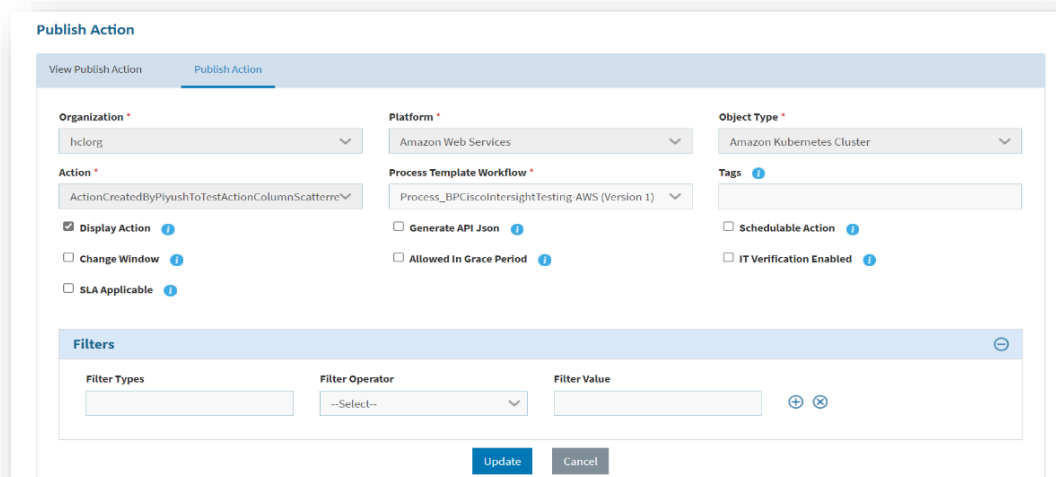 Publish Action
View Publish Action Publish Action
Organization * Platform * Object Type *
hclorg Amazon Web Services Amazon Kubernetes Cluster
Action * Process Template Workflow * Tags i
ActionCreatedByPiyushToTestActionColumnScatterre Process_BPCiscoIntersightTesting-AWS (Version 1)
Display Action i Generate API Json i Schedulable Action i
Change Window i Allowed In Grace Period i IT Verification Enabled i
SLA Applicable i
Filters
Filter Types Filter Operator Filter Value
--Select--
Update Cancel